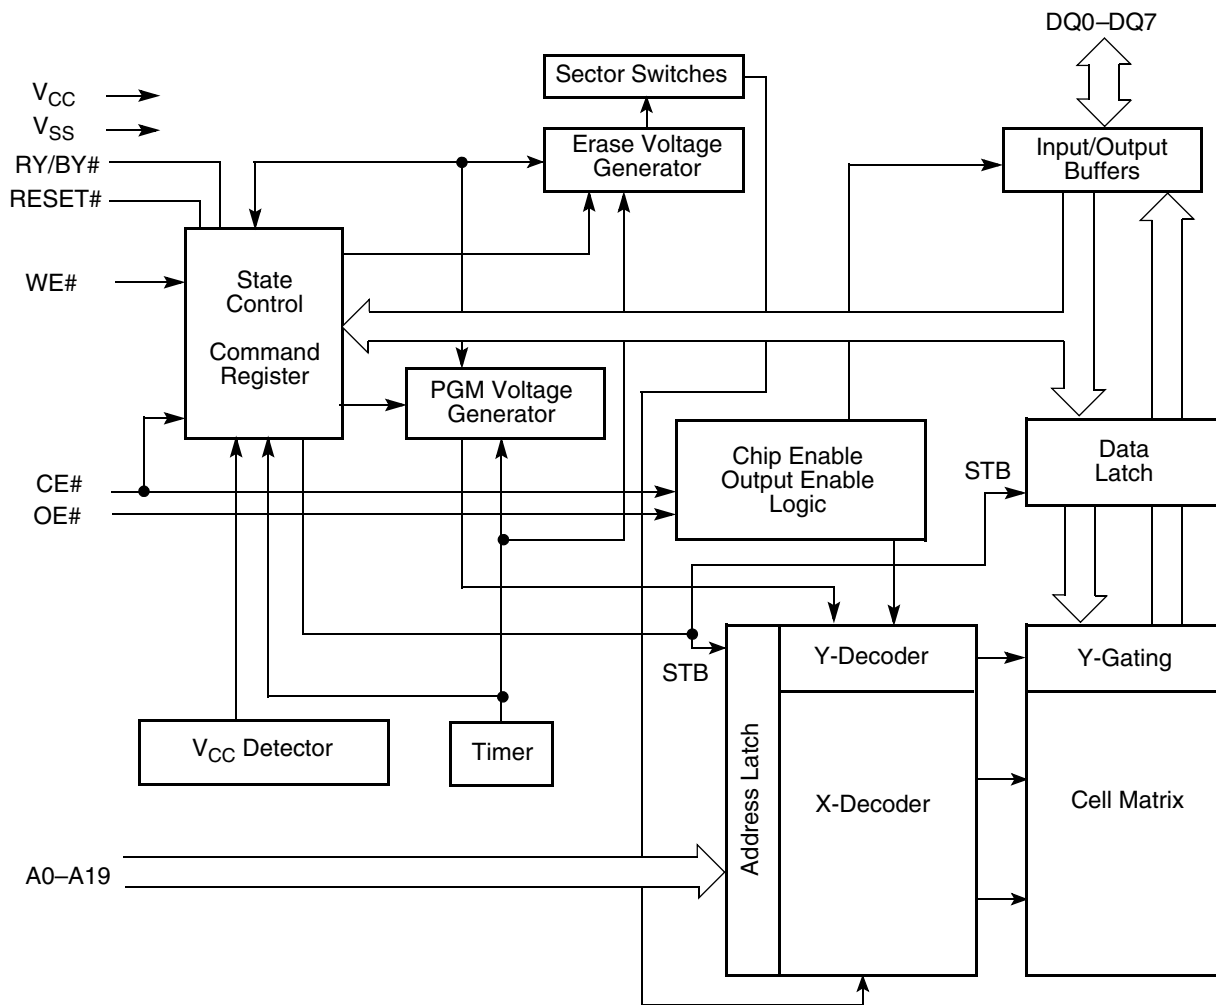 DQ0–DQ7
Sector Switches
VCC
VSS
RY/BY#
RESET#
Erase Voltage
Generator
Input/Output
Buffers
WE#
State
Control
Command
Register
PGM Voltage
Generator
CE#
OE#
Chip Enable
Output Enable
Logic
STB
Data
Latch
STB
Y-Decoder
Y-Gating
VCC Detector
Timer
Address Latch
X-Decoder
Cell Matrix
A0–A19